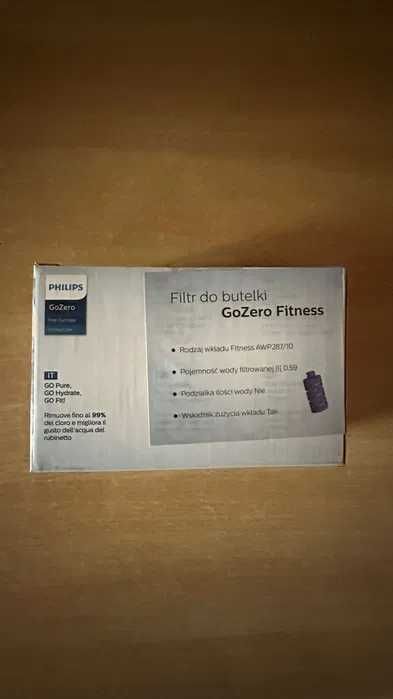 PHILIPS
GoZero
IT
GO Pure,
GO Hydrate,
GO Fit!
Rimuove fino al 99%
del cloro e migliora il
gusto dell'acqua del
rubinetto
Filtr do butelki
GoZero Fitness
• Rodzaj wkładu Fitness AWP287/10
• Pojemność wody filtrowanej [l] 0.59
• Podziałka ilości wody Nie
• Wskaźnik zużycia wkładu Tak